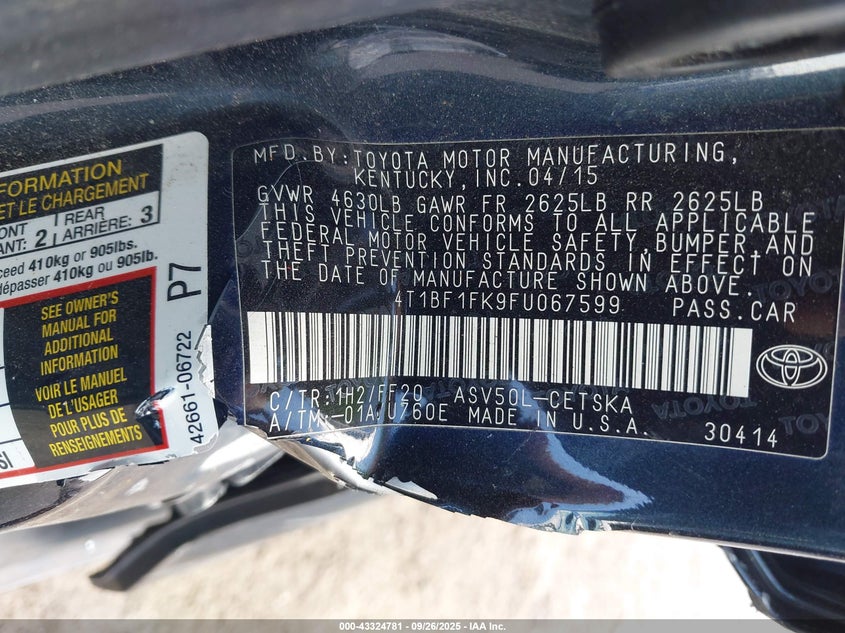 FORMATION
ET LE CHARGEMENT
REAR
2 ARRIÈRE: 3
410kg or 905lbs.
dépasser 410kg ou 905lb.
SEE OWNER'S
MANUAL FOR
ADDITIONAL
INFORMATION
VOIR LE MANUEL
DE L'USAGER
POUR PLUS DE
RENSEIGNEMENTS
P7
42661-06722
MFD.BY:TOYOTA MOTOR MANUFACTURING,
KENTUCKY,INC.04/15
GVWR 4630LB GAWR FR 2625LB RR 2625LB
THIS VEHICLE CONFORMS TO ALL APPLICABLE
FEDERAL MOTOR VEHICLE SAFETY,BUMPER,AND
THEFT PREVENTION STANDARDS IN EFFECT ON
THE DATE OF MANUFACTURE SHOWN ABOVE.
4T1BF1FK9FU067599 PASS.CAR
C/TR:1H2/FF20 ASV50L-CETSKA
A/TM:-01A/U760E MADE IN U.S.A.
30414
TOYOTA
000-43324781 - 09/26/2025 - IAA Inc.